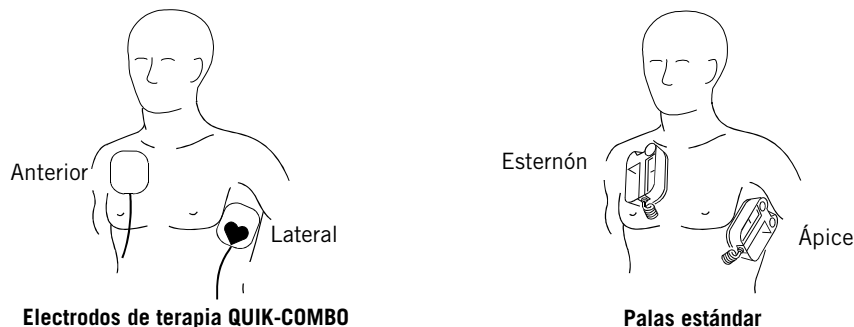 Anterior
Lateral
Electrodos de terapia QUIK-COMBO
Esternón
Ápice
Palas estándar